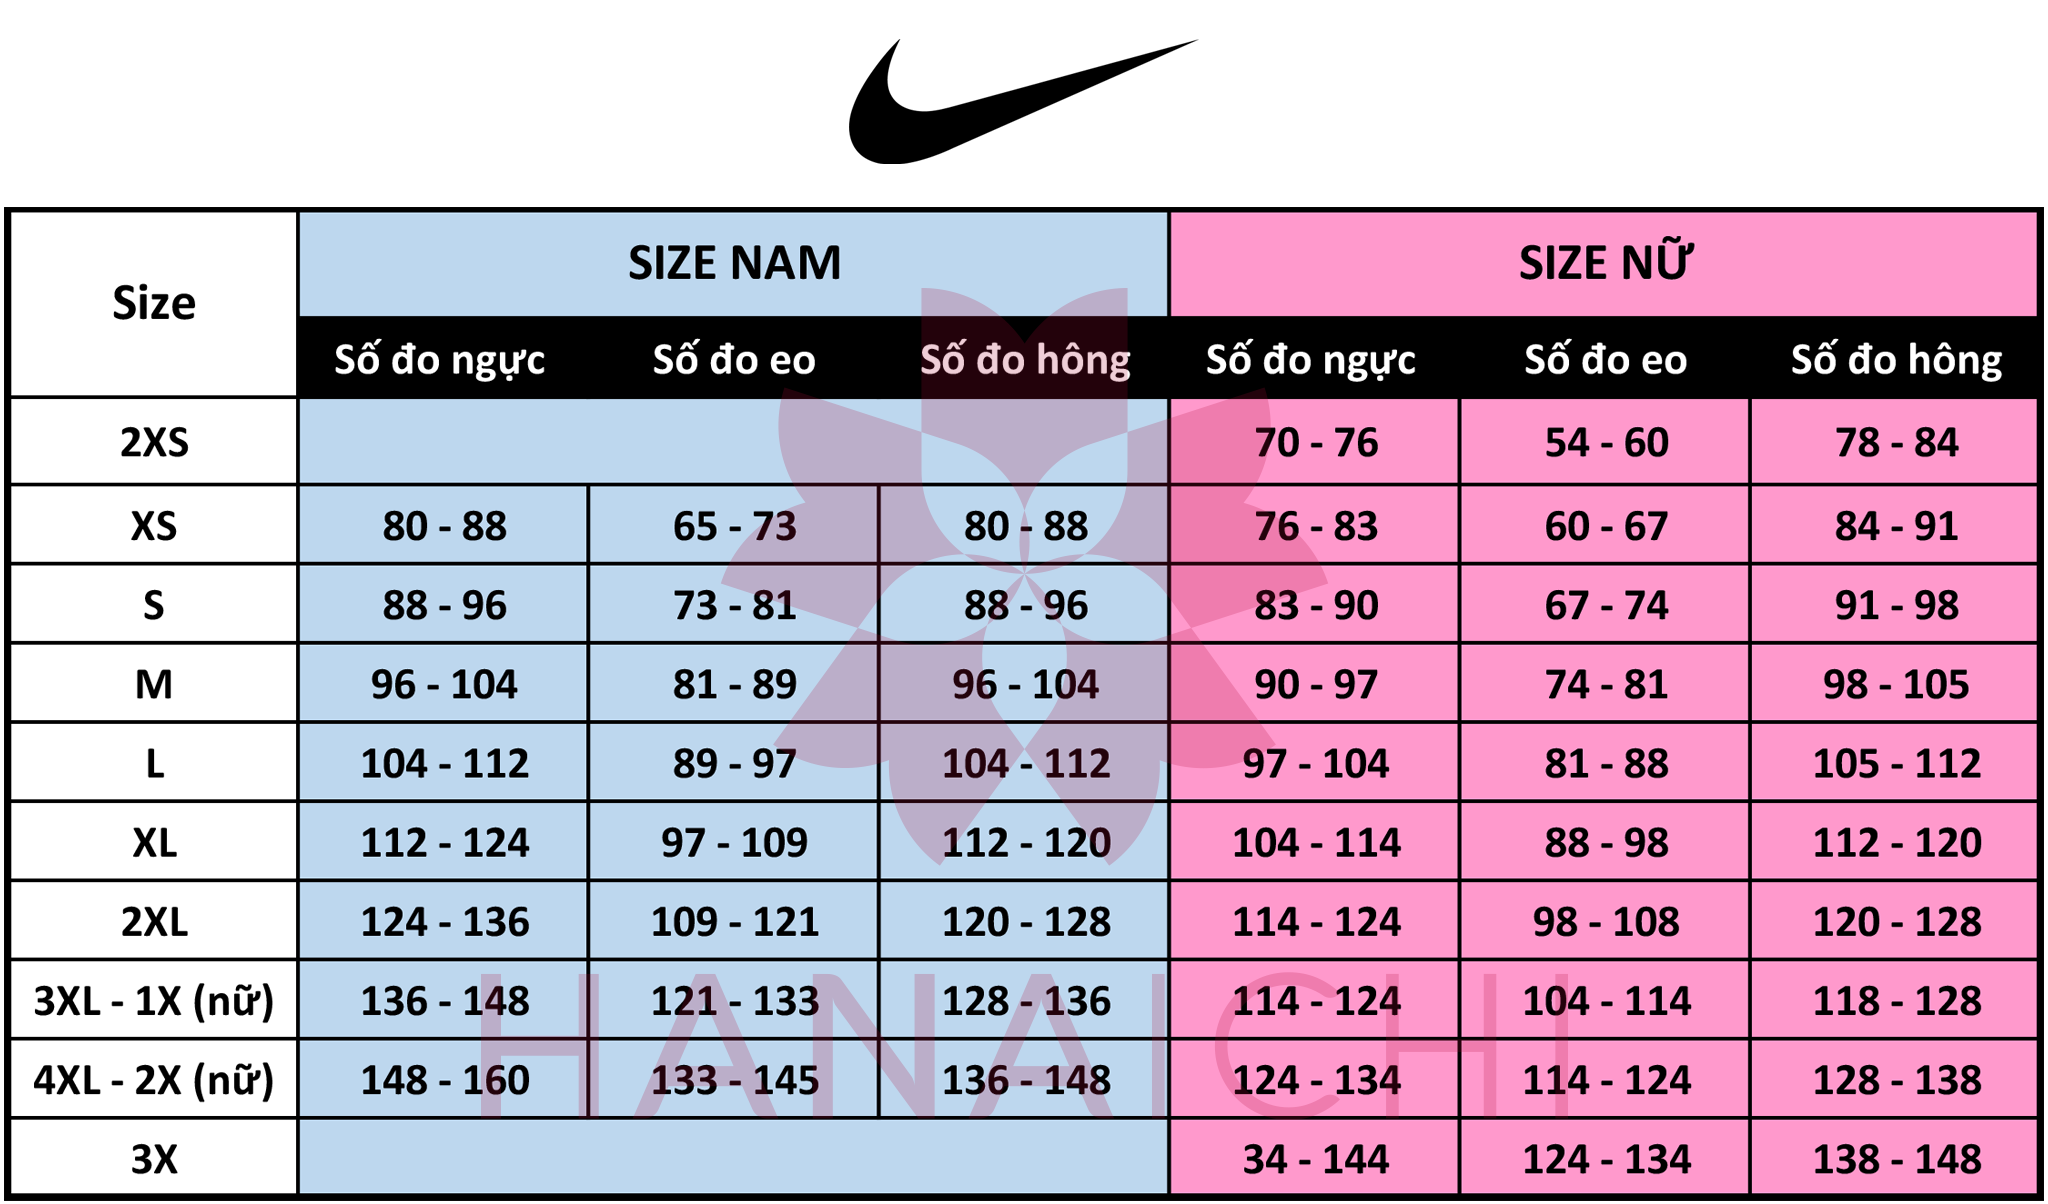 SIZE NAM SIZE NỮ
Size
Số đo ngực Số đo eo Số đo hông Số đo ngực Số đo eo Số đo hông
2XS 70 - 76 54 - 60 78 - 84
XS 80 - 88 65 - 73 80 - 88 76 - 83 60 - 67 84 - 91
S 88 - 96 73 - 81 88 - 96 83 - 90 67 - 74 91 - 98
M 96 - 104 81 - 89 96 - 104 90 - 97 74 - 81 98 - 105
L 104 - 112 89 - 97 104 - 112 97 - 104 81 - 88 105 - 112
XL 112 - 124 97 - 109 112 - 120 104 - 114 88 - 98 112 - 120
2XL 124 - 136 109 - 121 120 - 128 114 - 124 98 - 108 120 - 128
3XL - 1X (nữ) 136 - 148 121 - 133 128 - 136 114 - 124 104 - 114 118 - 128
4XL - 2X (nữ) 148 - 160 133 - 145 136 - 148 124 - 134 114 - 124 128 - 138
3X 34 - 144 124 - 134 138 - 148
HANAICHI